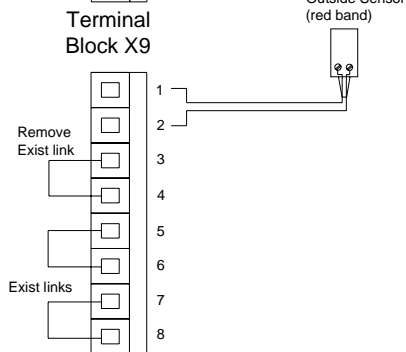 Outside Sensor
(red band)
Terminal
Block X9
1
2
Remove
Exist link
3
4
5
6
Exist links
7
8